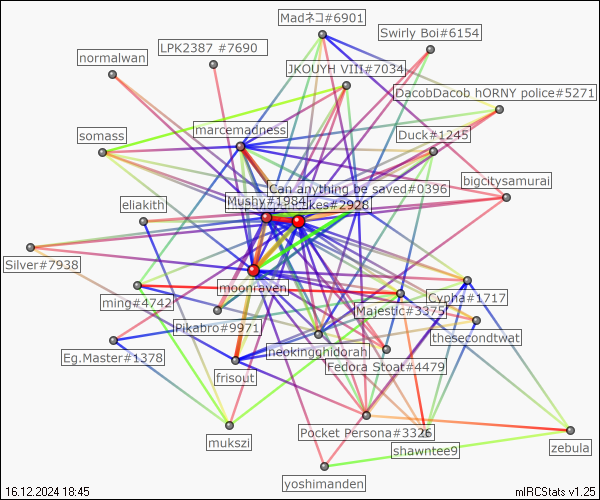 Madネコ#6901
Swirly Boi#6154
LPK2387 #7690
normalwan
JKOUYH VIII#7034
DacobDacob hORNY police#5271
marcemadness
somass
Duck#1245
bigcitysamurai
Can anything be saved#0396
Mushy#1984
#2928
eliakith
Silver#7938
moonraven
ming#4742
Cypha#1717
Majestic#3375
Pikabro#9971
thesecondtwat
neokingghidorah
Eg.Master#1378
Fedora Stoat#4479
frisout
Pocket Persona#3326
mukszi
shawntee9
zebula
yoshimanden
16.12.2024 18:45
mIRCStats v1.25